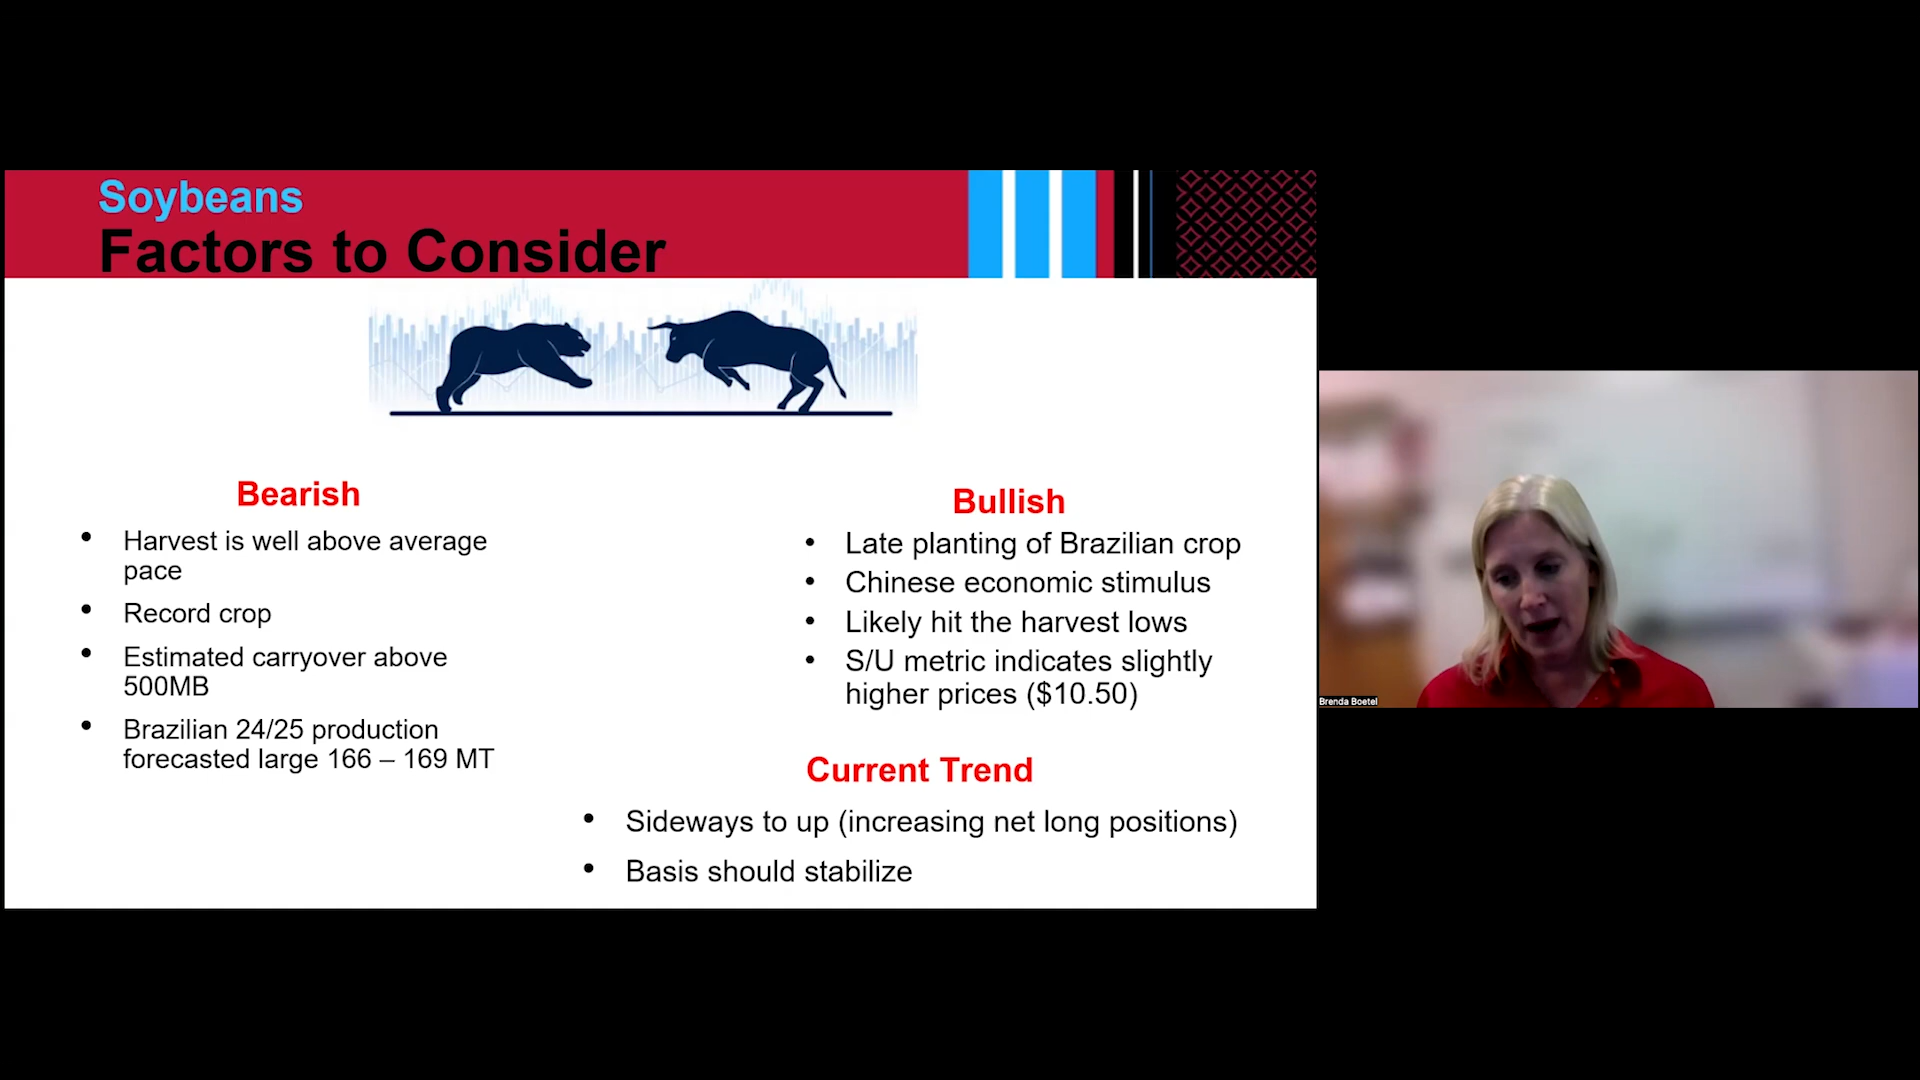 Soybeans
Factors to Consider
Bearish
• Harvest is well above average
pace
• Record crop
• Estimated carryover above
500MB
• Brazilian 24/25 production
forecasted large 166 – 169 MT
Bullish
• Late planting of Brazilian crop
• Chinese economic stimulus
• Likely hit the harvest lows
• S/U metric indicates slightly
higher prices ($10.50)
Current Trend
• Sideways to up (increasing net long positions)
• Basis should stabilize
Brenda Boetel